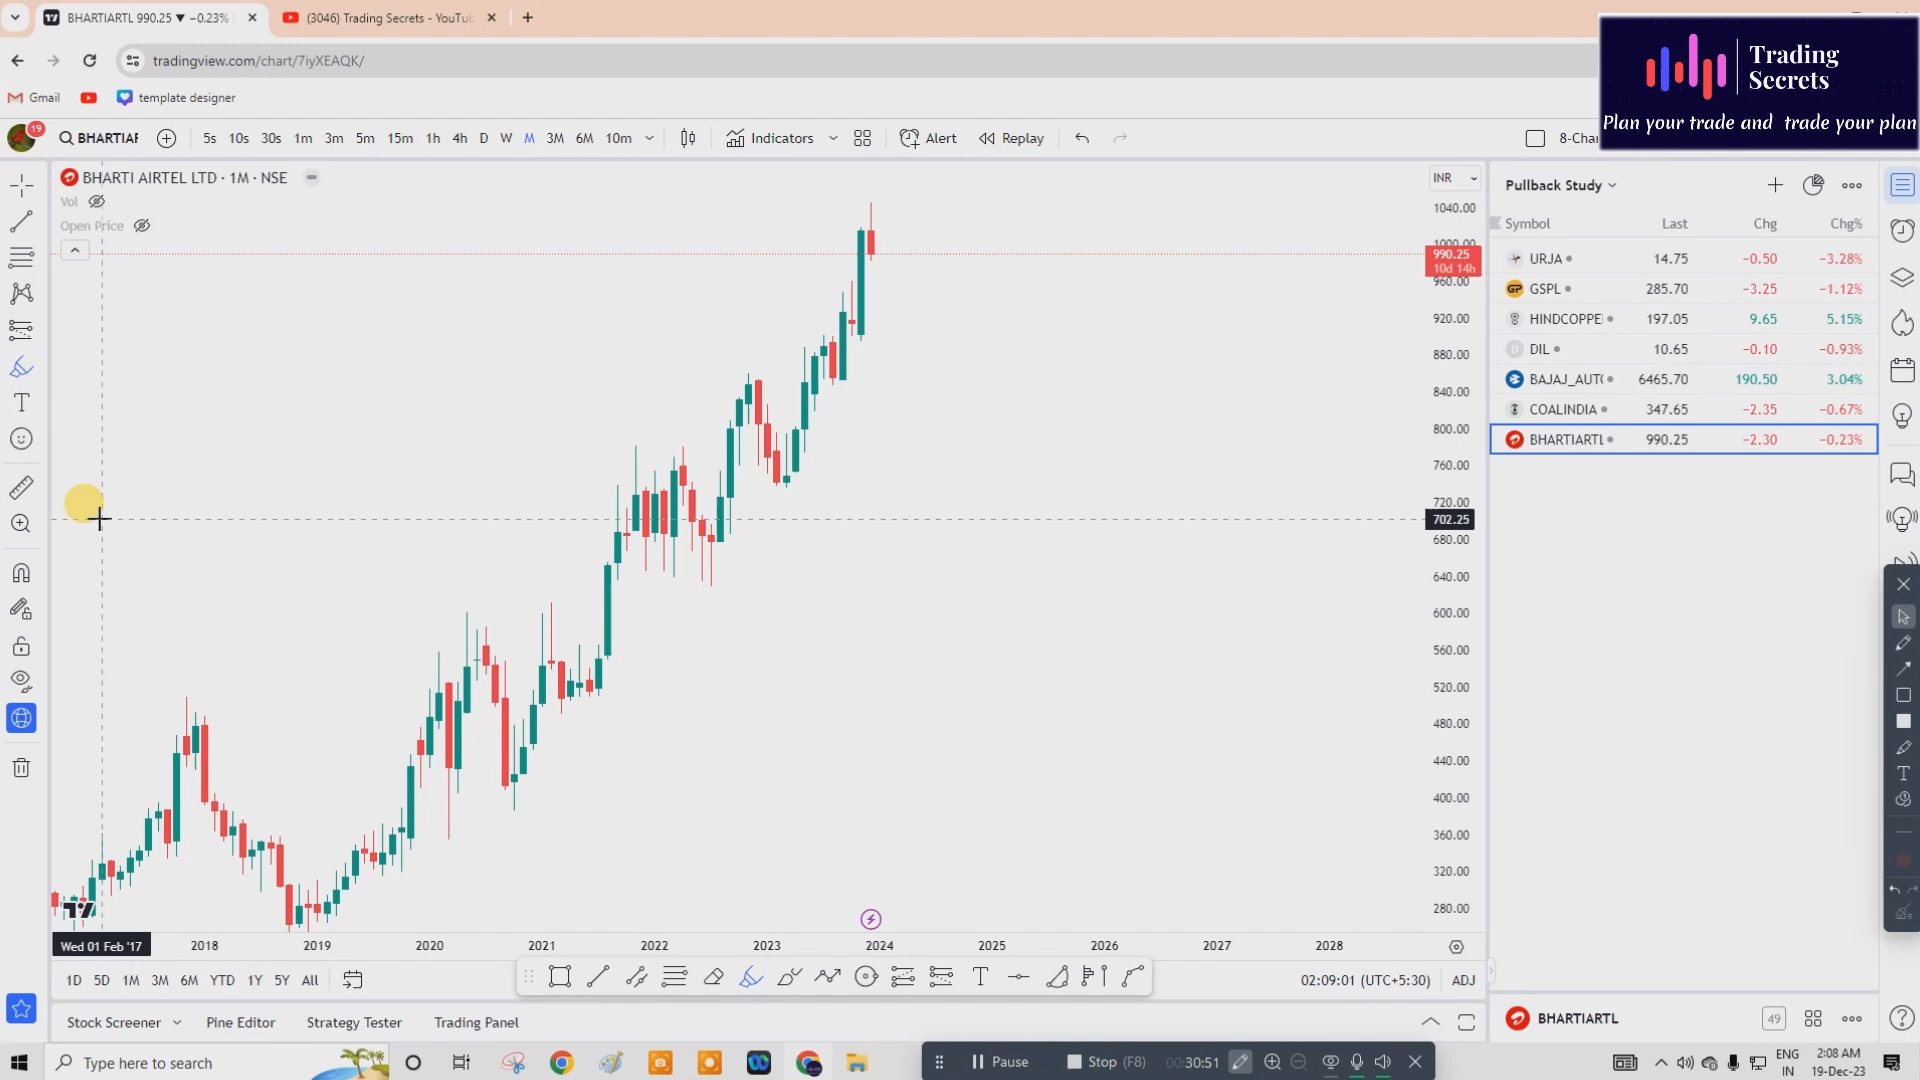 BHARTIARTL 990.25 ▼ −0.23%
(3046) Trading Secrets - YouTu
tradingview.com/chart/7iyXEAQK/
Gmail
template designer
Trading
Secrets
Plan your trade and trade your plan
19
BHARTIAR
5s 10s 30s 1m 3m 5m 15m 1h 4h D W M 3M 6M 10m
Indicators
Alert
Replay
8-Char
BHARTI AIRTEL LTD · 1M · NSE
Vol
Open Price
INR
1040.00
1000.00
990.25
10d 14h
960.00
920.00
880.00
840.00
800.00
760.00
720.00
702.25
680.00
640.00
600.00
560.00
520.00
480.00
440.00
400.00
360.00
320.00
280.00
Pullback Study
Symbol Last Chg Chg%
URJA 14.75 −0.50 −3.28%
GSPL 285.70 −3.25 −1.12%
HINDCOPPE 197.05 9.65 5.15%
DIL 10.65 −0.10 −0.93%
BAJAJ_AUT 6465.70 190.50 3.04%
COALINDIA 347.65 −2.35 −0.67%
BHARTIARTL 990.25 −2.30 −0.23%
Wed 01 Feb '17 2018 2019 2020 2021 2022 2023 2024 2025 2026 2027 2028
1D 5D 1M 3M 6M YTD 1Y 5Y All
02:09:01 (UTC+5:30) ADJ
Stock Screener Pine Editor Strategy Tester Trading Panel
BHARTIARTL
49
Type here to search
Pause
Stop (F8)
00:30:51
ENG
IN
2:08 AM
19-Dec-23